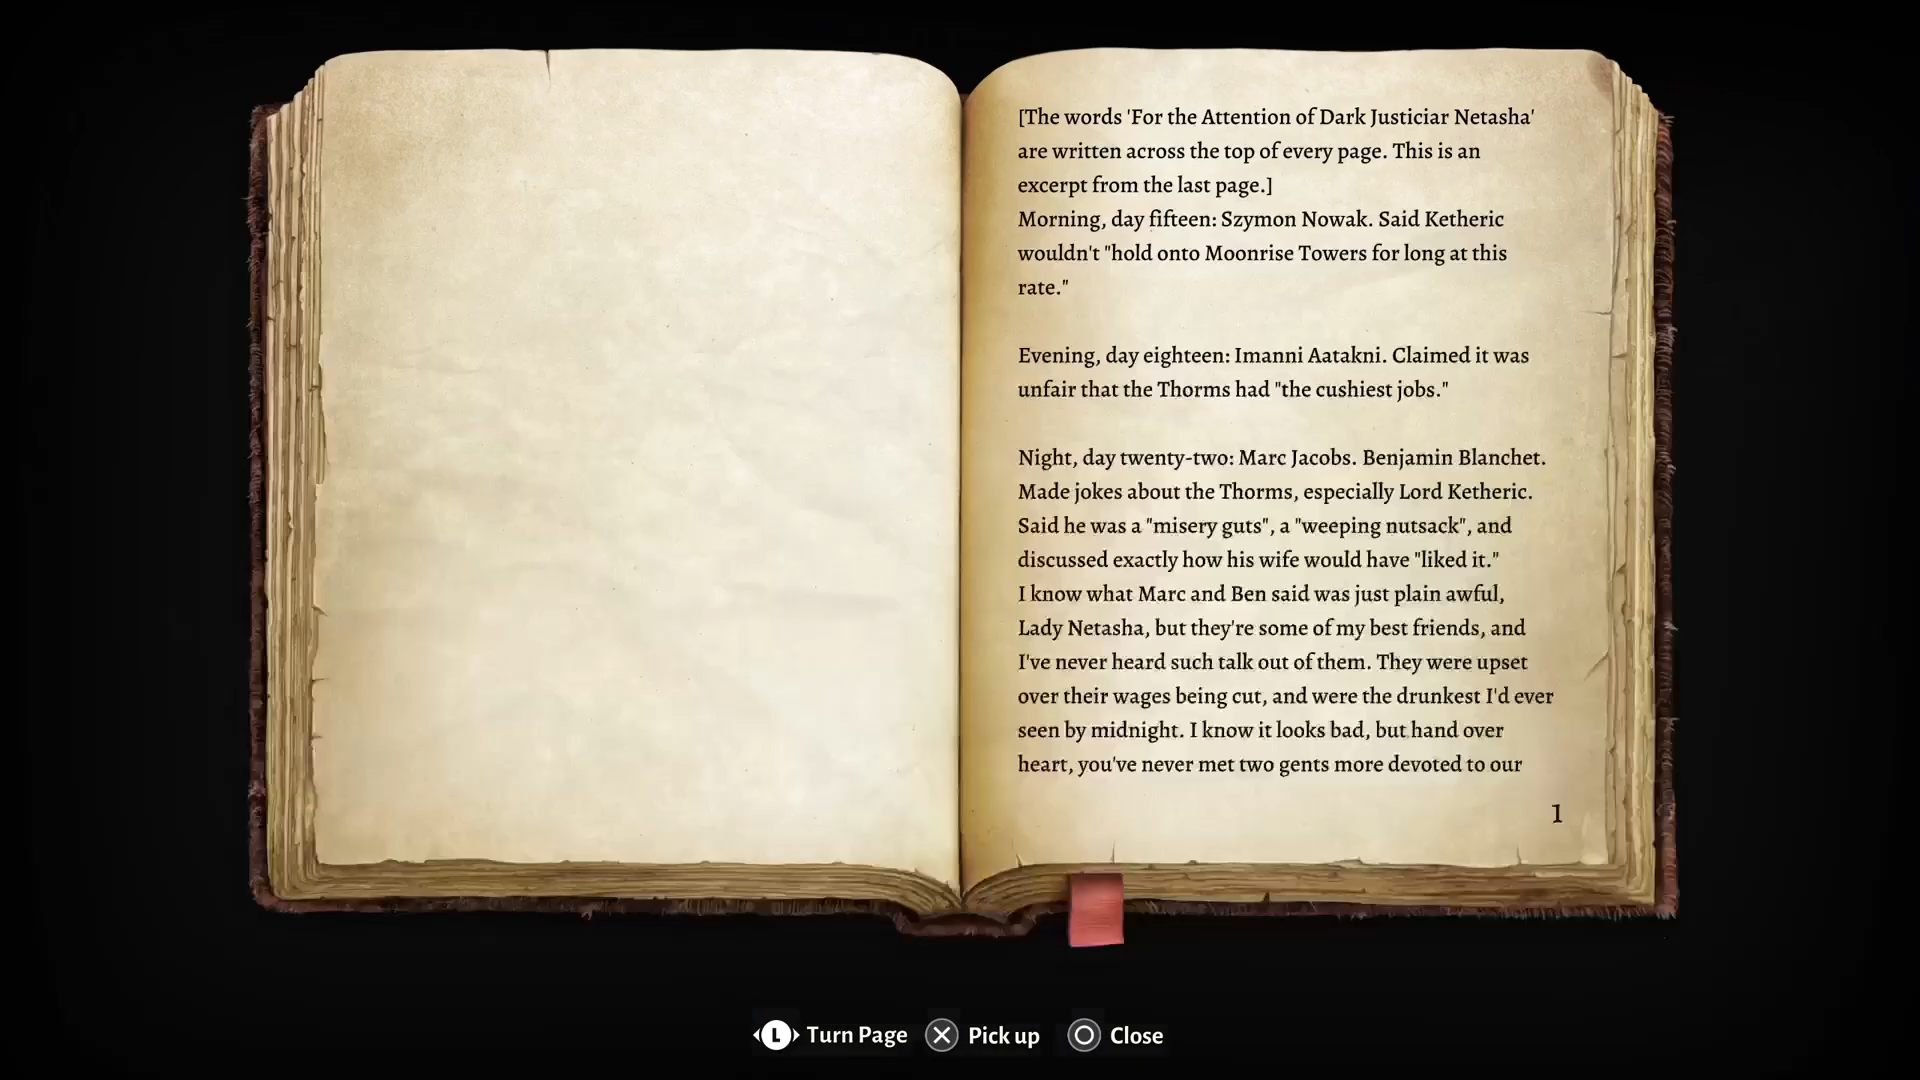 [The words 'For the Attention of Dark Justiciar Netasha'
are written across the top of every page. This is an
excerpt from the last page.]
Morning, day fifteen: Szymon Nowak. Said Ketheric
wouldn't "hold onto Moonrise Towers for long at this
rate."
Evening, day eighteen: Imanni Aatakni. Claimed it was
unfair that the Thorms had "the cushiest jobs."
Night, day twenty-two: Marc Jacobs. Benjamin Blanchet.
Made jokes about the Thorms, especially Lord Ketheric.
Said he was a "misery guts", a "weeping nutsack", and
discussed exactly how his wife would have "liked it."
I know what Marc and Ben said was just plain awful,
Lady Netasha, but they're some of my best friends, and
I've never heard such talk out of them. They were upset
over their wages being cut, and were the drunkest I'd ever
seen by midnight. I know it looks bad, but hand over
heart, you've never met two gents more devoted to our
1
L Turn Page Pick up Close